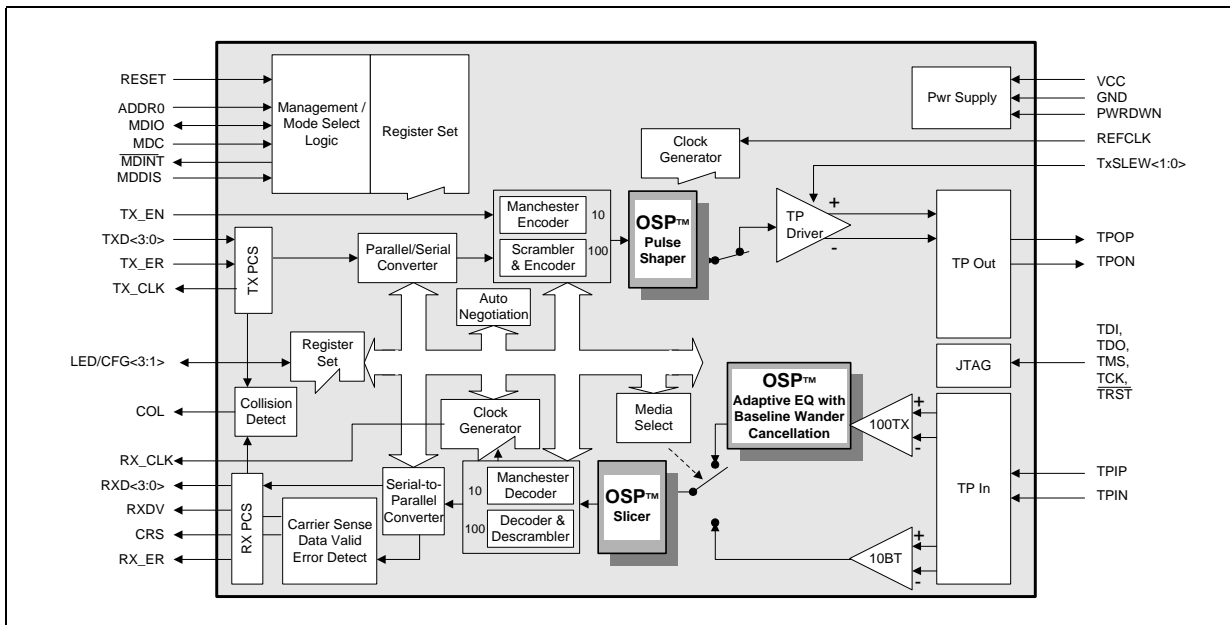 RESET
ADDR0
MDIO
MDC
MDINT
MDDIS
Management /
Mode Select
Logic
Register Set
Pwr Supply
VCC
GND
PWRDWN
REFCLK
TxSLEW<1:0>
Clock
Generator
TX_EN
TXD<3:0>
TX_ER
TX_CLK
TX PCS
Parallel/Serial
Converter
Manchester
Encoder
10
Scrambler
& Encoder
100
OSP™
Pulse
Shaper
TP
Driver
+
-
TP Out
TPOP
TPON
Auto
Negotiation
LED/CFG<3:1>
Register
Set
JTAG
TDI,
TDO,
TMS,
TCK,
TRST
COL
Collision
Detect
Clock
Generator
Media
Select
OSP™
Adaptive EQ with
Baseline Wander
Cancellation
100TX
+
-
RX_CLK
RXD<3:0>
RXDV
CRS
RX_ER
RX PCS
Carrier Sense
Data Valid
Error Detect
Serial-to-
Parallel
Converter
10
Manchester
Decoder
100
Decoder &
Descrambler
OSP™
Slicer
10BT
+
-
TP In
TPIP
TPIN